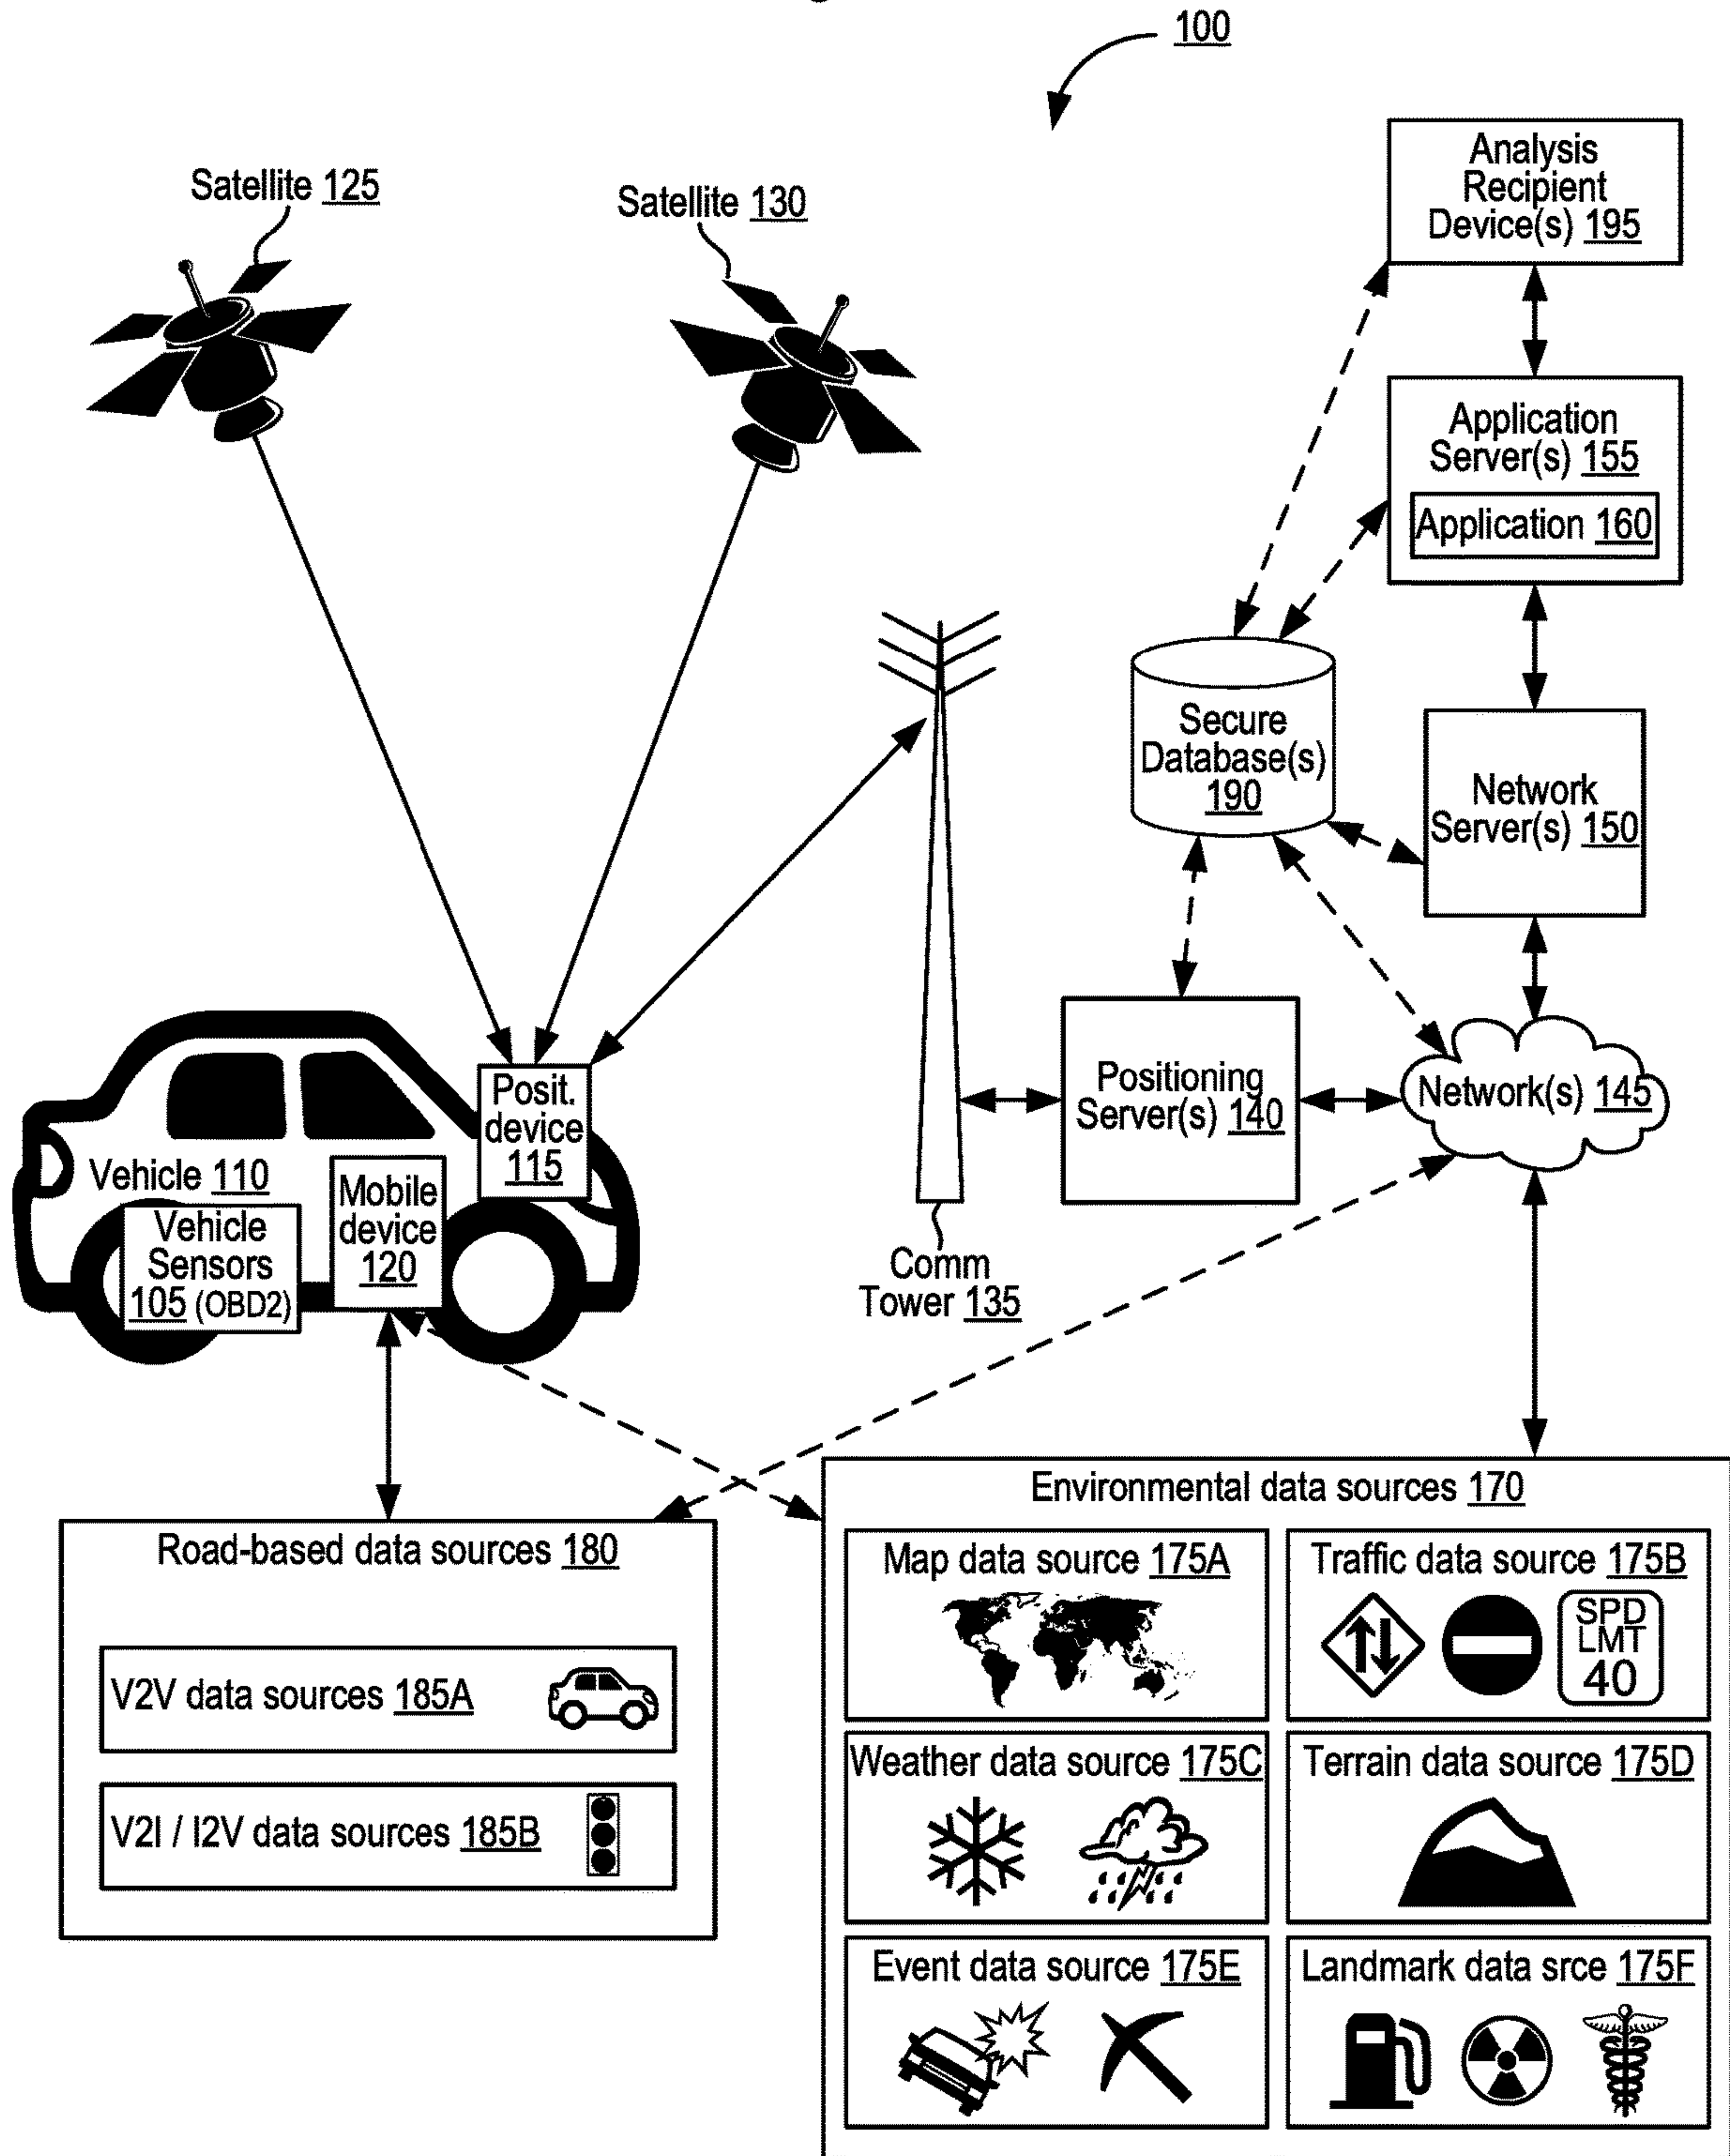 100
Satellite 125
Satellite 130
Analysis
Recipient
Device(s) 195
Application
Server(s) 155
Application 160
Secure
Database(s)
190
Network
Server(s) 150
Posit.
device
115
Positioning
Server(s) 140
Network(s) 145
Vehicle 110
Mobile
device
120
Vehicle
Sensors
105 (OBD2)
Comm
Tower 135
Road-based data sources 180
V2V data sources 185A
V2I / I2V data sources 185B
Environmental data sources 170
Map data source 175A
Traffic data source 175B
SPD
LMT
40
Weather data source 175C
Terrain data source 175D
Event data source 175E
Landmark data srce 175F